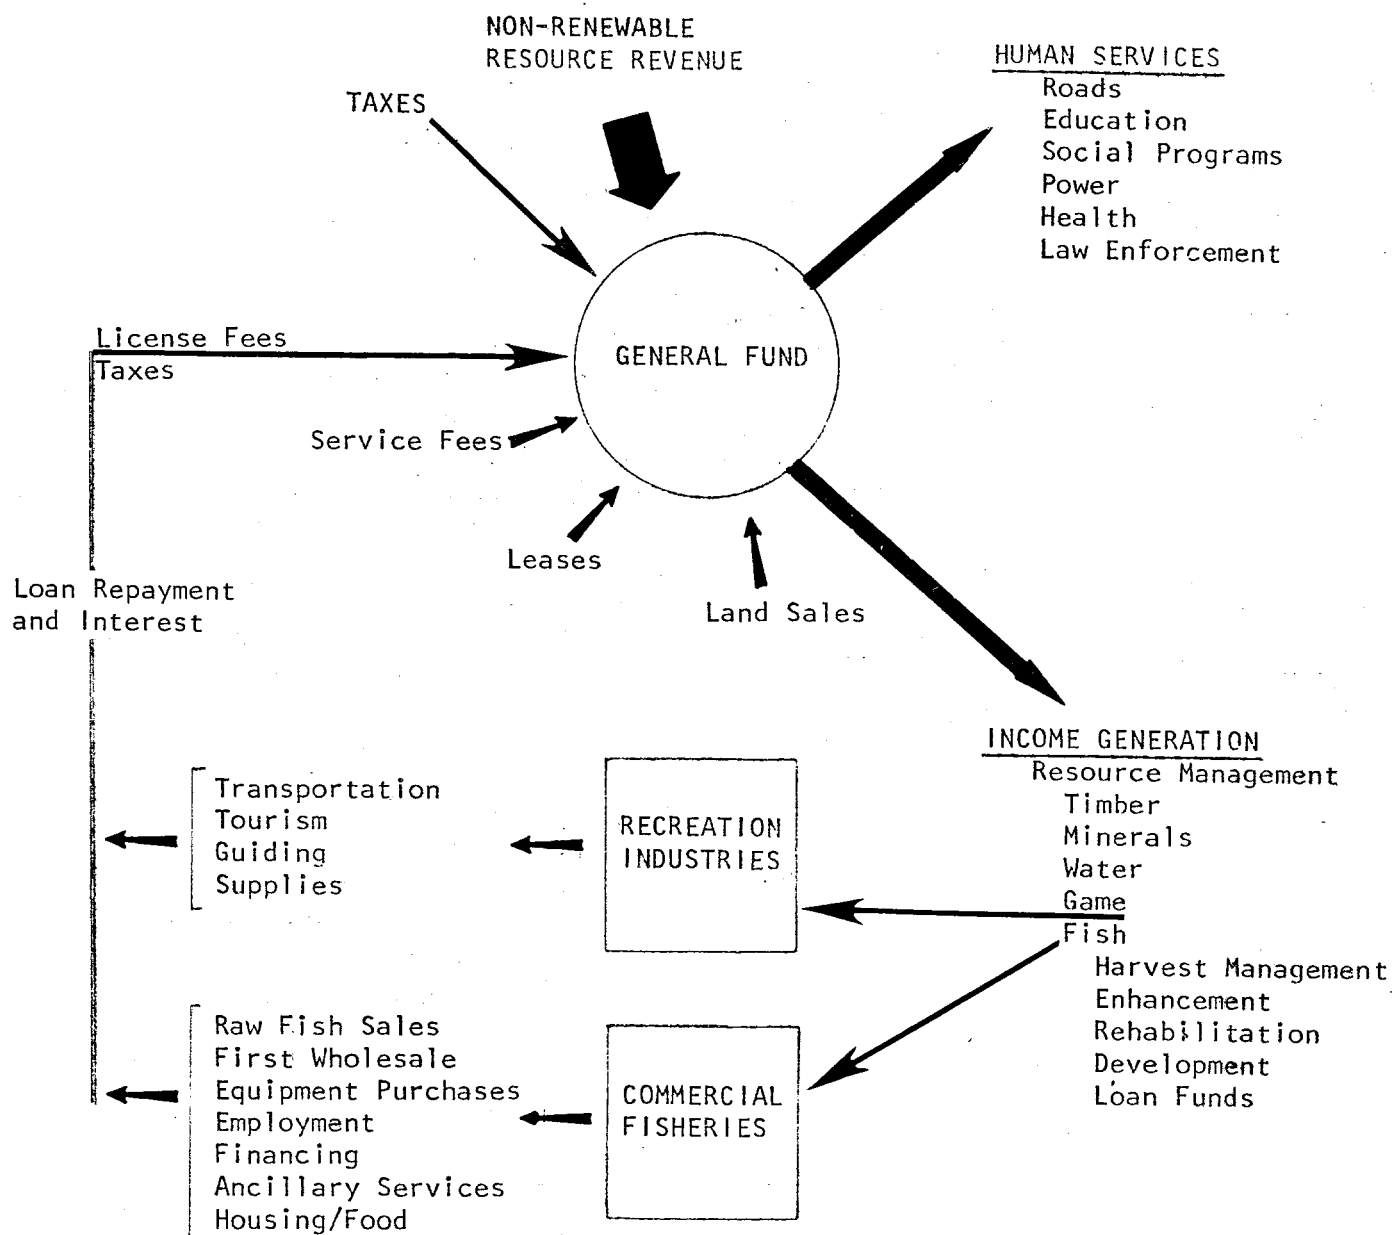 NON-RENEWABLE
RESOURCE REVENUE
TAXES
HUMAN SERVICES
Roads
Education
Social Programs
Power
Health
Law Enforcement
License Fees
Taxes
GENERAL FUND
Service Fees
Leases
Land Sales
Loan Repayment
and Interest
INCOME GENERATION
Resource Management
Timber
Minerals
Water
Game
Fish
Harvest Management
Enhancement
Rehabilitation
Development
Loan Funds
RECREATION
INDUSTRIES
Transportation
Tourism
Guiding
Supplies
COMMERCIAL
FISHERIES
Raw Fish Sales
First Wholesale
Equipment Purchases
Employment
Financing
Ancillary Services
Housing/Food